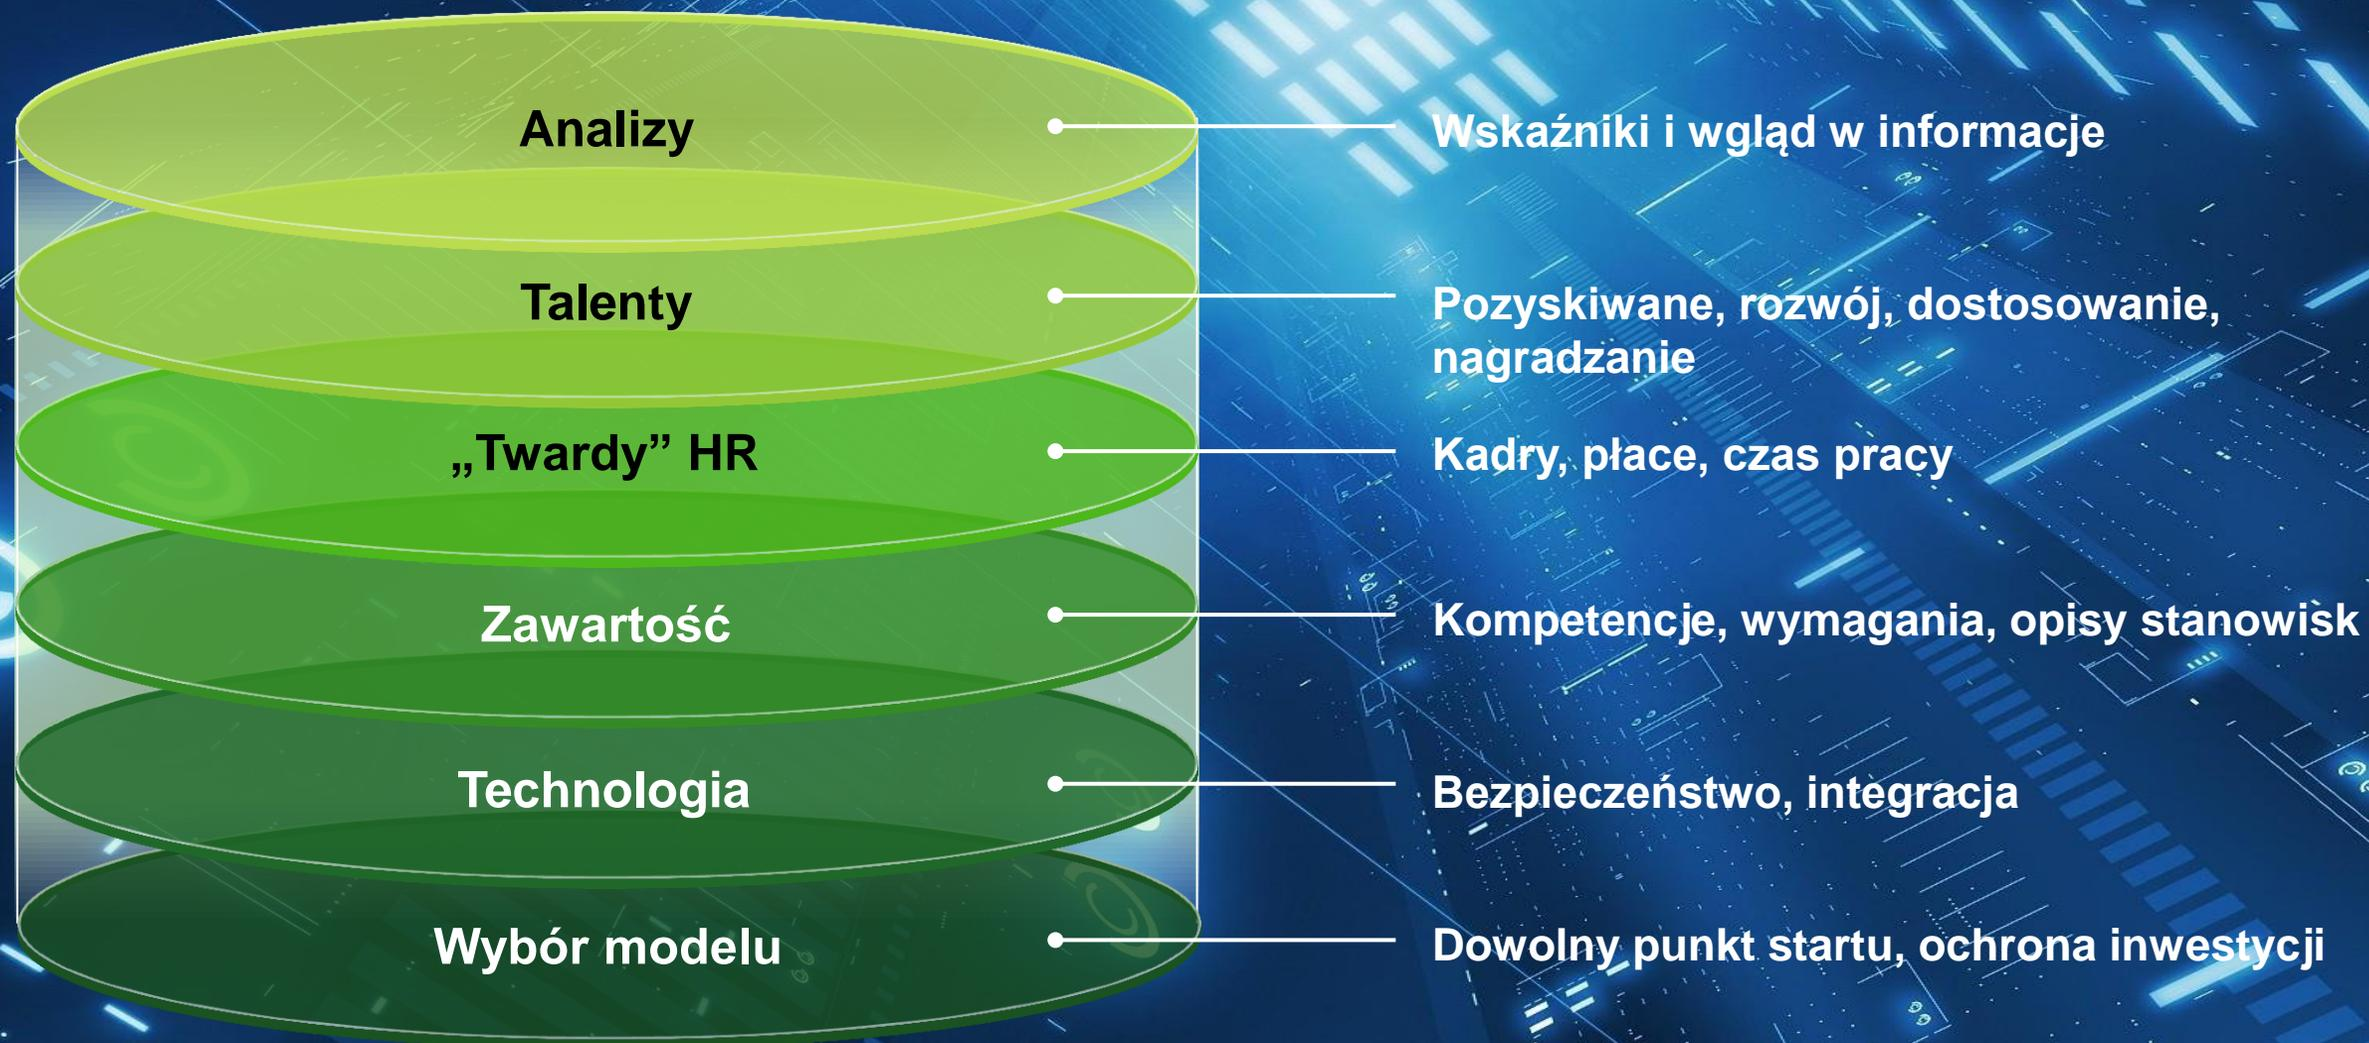 Analizy
Wskaźniki i wgląd w informacje
Talenty
Pozyskiwane, rozwój, dostosowanie,
nagradzanie
„Twardy” HR
Kadry, płace, czas pracy
Zawartość
Kompetencje, wymagania, opisy stanowisk
Technologia
Bezpieczeństwo, integracja
Wybór modelu
Dowolny punkt startu, ochrona inwestycji